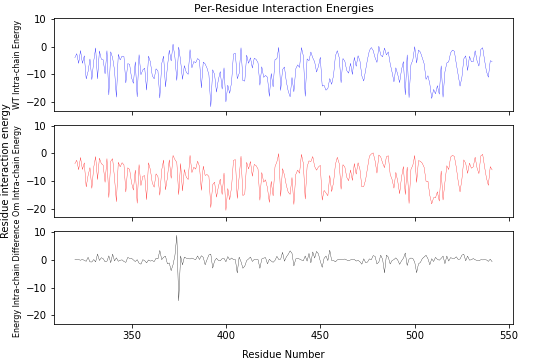 Per-Residue Interaction Energies
Residue interaction energy
WT Intra-chain Energy
10
0
−10
−20
Om Intra-chain Energy
10
0
−10
−20
Energy Intra-chain Difference
10
0
−10
−20
350
400
450
500
550
Residue Number